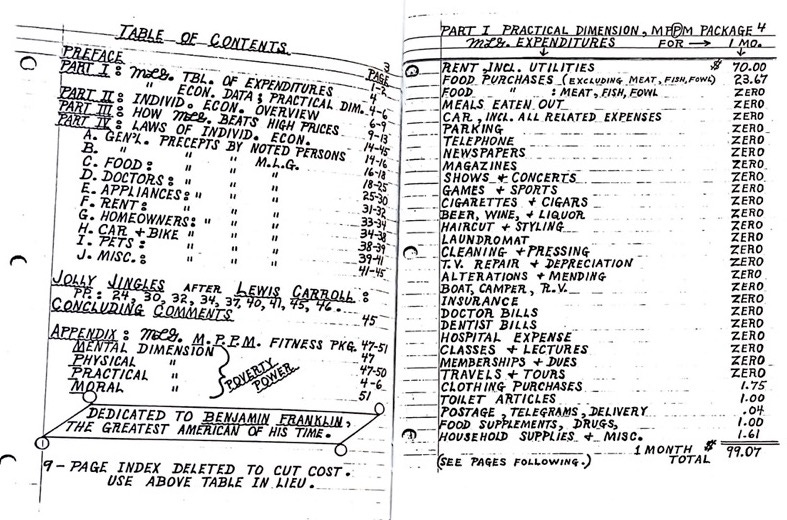 TABLE OF CONTENTS
PAGE
PREFACE 3
PART I : MLG. TBL. OF EXPENDITURES 1-2
" ECON. DATA; PRACTICAL DIM. 4
PART II : INDIVID. ECON. OVERVIEW 4-6
PART III : HOW MLG BEATS HIGH PRICES 6-9
PART IV : LAWS OF INDIVID. ECON. 9-13
A. GEN'L. PRECEPTS BY NOTED PERSONS 14-45
B. " " " M.L.G. 14-16
C. FOOD : " " " 16-18
D. DOCTORS : " " " 18-25
E. APPLIANCES : " " " 25-30
F. RENT : " " " 31-32
G. HOMEOWNERS : " " " 33-34
H. CAR + BIKE " " " 34-38
I. PETS : " " " 38-39
J. MISC. : " " " 39-41
41-45
JOLLY JINGLES AFTER LEWIS CARROLL :
PP. : 24, 30, 32, 34, 37, 40, 41, 45, 46.
CONCLUDING COMMENTS 45
APPENDIX : MLG. M.P.P.M. FITNESS PKG. 47-51
MENTAL DIMENSION 47
PHYSICAL " 47-50
PRACTICAL " 4-6
MORAL " 51
POVERTY POWER
DEDICATED TO BENJAMIN FRANKLIN,
THE GREATEST AMERICAN OF HIS TIME.
9 - PAGE INDEX DELETED TO CUT COST.
USE ABOVE TABLE IN LIEU.
PART I PRACTICAL DIMENSION, MPPM PACKAGE 4
MLG. EXPENDITURES FOR → 1 MO.
RENT, INCL. UTILITIES $ 70.00
FOOD PURCHASES (EXCLUDING MEAT, FISH, FOWL) 23.67
FOOD " : MEAT, FISH, FOWL ZERO
MEALS EATEN OUT ZERO
CAR, INCL. ALL RELATED EXPENSES ZERO
PARKING ZERO
TELEPHONE ZERO
NEWSPAPERS ZERO
MAGAZINES ZERO
SHOWS + CONCERTS ZERO
GAMES + SPORTS ZERO
CIGARETTES + CIGARS ZERO
BEER, WINE, + LIQUOR ZERO
HAIRCUT + STYLING ZERO
LAUNDROMAT ZERO
CLEANING + PRESSING ZERO
T.V. REPAIR + DEPRECIATION ZERO
ALTERATIONS + MENDING ZERO
BOAT, CAMPER, R.V. ZERO
INSURANCE ZERO
DOCTOR BILLS ZERO
DENTIST BILLS ZERO
HOSPITAL EXPENSE ZERO
CLASSES + LECTURES ZERO
MEMBERSHIPS + DUES ZERO
TRAVELS + TOURS ZERO
CLOTHING PURCHASES 1.75
TOILET ARTICLES 1.00
POSTAGE, TELEGRAMS, DELIVERY .04
FOOD SUPPLEMENTS, DRUGS, 1.00
HOUSEHOLD SUPPLIES + MISC. 1.61
1 MONTH TOTAL $ 99.07
(SEE PAGES FOLLOWING.)